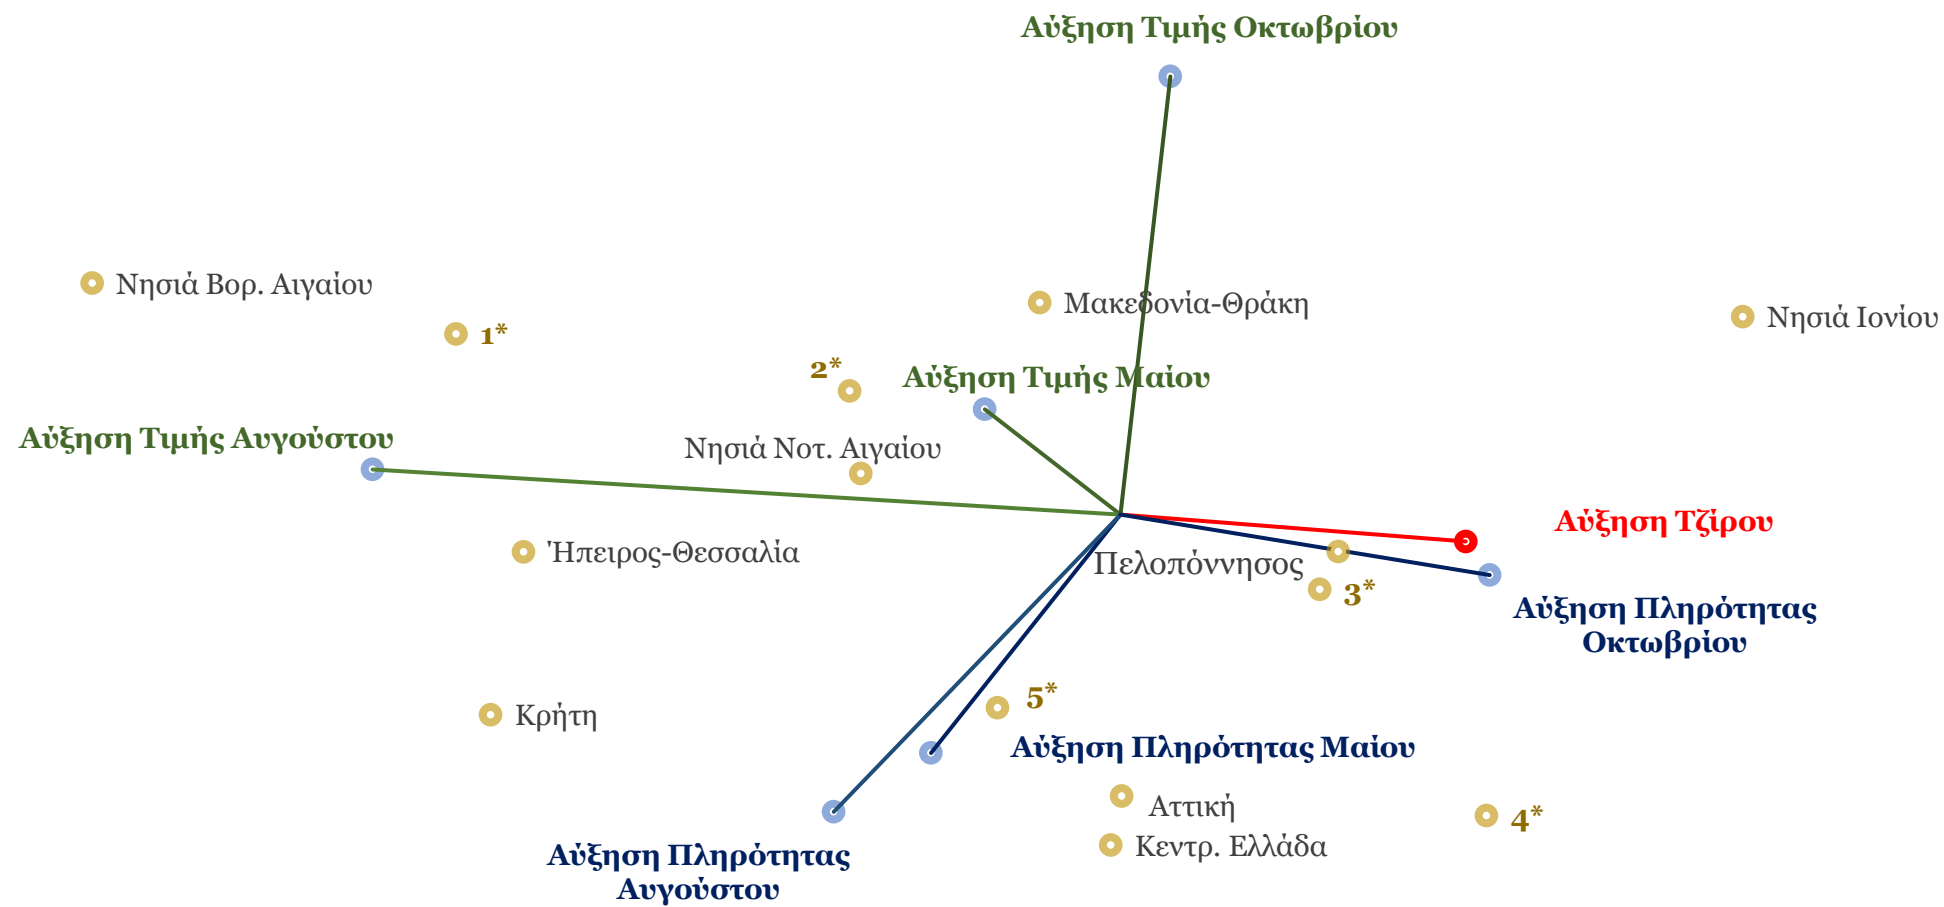 Αύξηση Τιμής Οκτωβρίου
Νησιά Βορ. Αιγαίου
1*
Μακεδονία-Θράκη
Νησιά Ιονίου
2*
Αύξηση Τιμής Μαίου
Αύξηση Τιμής Αυγούστου
Νησιά Νοτ. Αιγαίου
Αύξηση Τζίρου
Ήπειρος-Θεσσαλία
Πελοπόννησος
3*
Αύξηση Πληρότητας
Οκτωβρίου
5*
Κρήτη
Αύξηση Πληρότητας Μαίου
Αττική
4*
Κεντρ. Ελλάδα
Αύξηση Πληρότητας
Αυγούστου